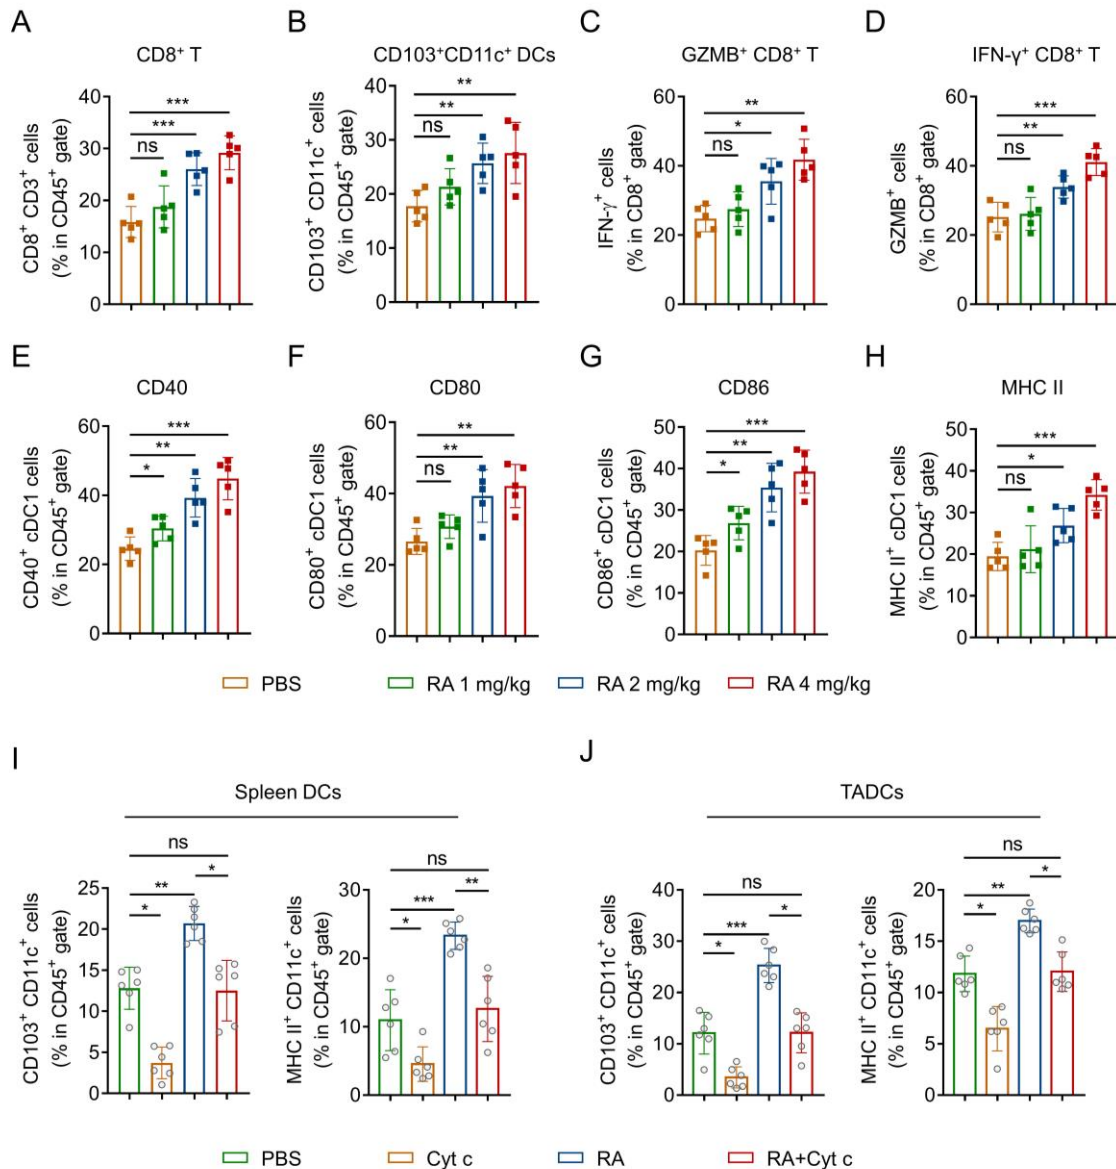 A
CD8⁺ T
CD8⁺ CD3⁺ cells
(% in CD45⁺ gate)
40
30
20
10
0
***
***
ns
B
CD103⁺CD11c⁺ DCs
CD103⁺ CD11c⁺ cells
(% in CD45⁺ gate)
40
30
20
10
0
**
**
ns
C
GZMB⁺ CD8⁺ T
IFN-γ⁺ cells
(% in CD8⁺ gate)
60
40
20
0
**
*
ns
D
IFN-γ⁺ CD8⁺ T
GZMB⁺ cells
(% in CD8⁺ gate)
60
40
20
0
***
**
ns
E
CD40
CD40⁺ cDC1 cells
(% in CD45⁺ gate)
60
40
20
0
***
**
*
F
CD80
CD80⁺ cDC1 cells
(% in CD45⁺ gate)
60
40
20
0
**
**
ns
G
CD86
CD86⁺ cDC1 cells
(% in CD45⁺ gate)
60
40
20
0
***
**
*
H
MHC II
MHC II⁺ cDC1 cells
(% in CD45⁺ gate)
50
40
30
20
10
0
***
*
ns
PBS
RA 1 mg/kg
RA 2 mg/kg
RA 4 mg/kg
I
Spleen DCs
CD103⁺ CD11c⁺ cells
(% in CD45⁺ gate)
25
20
15
10
5
0
ns
*
**
*
MHC II⁺ CD11c⁺ cells
(% in CD45⁺ gate)
30
20
10
0
ns
**
***
*
J
TADCs
CD103⁺ CD11c⁺ cells
(% in CD45⁺ gate)
40
30
20
10
0
ns
*
***
*
MHC II⁺ CD11c⁺ cells
(% in CD45⁺ gate)
20
15
10
5
0
ns
*
**
*
PBS
Cyt c
RA
RA+Cyt c